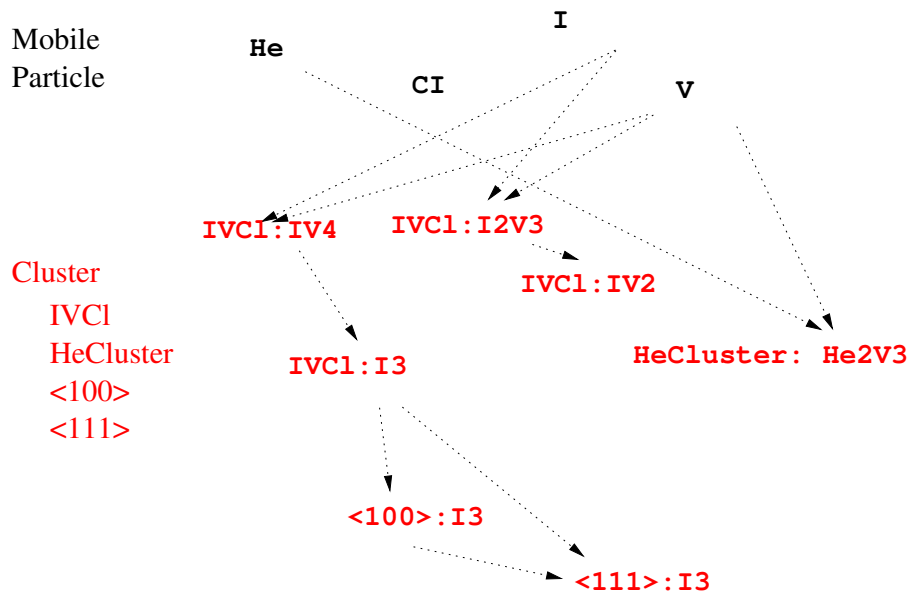 Mobile
Particle
He
CI
I
V
IVCl:IV4
IVCl:I2V3
IVCl:IV2
Cluster
IVCl
HeCluster
<100>
<111>
IVCl:I3
HeCluster: He2V3
<100>:I3
<111>:I3